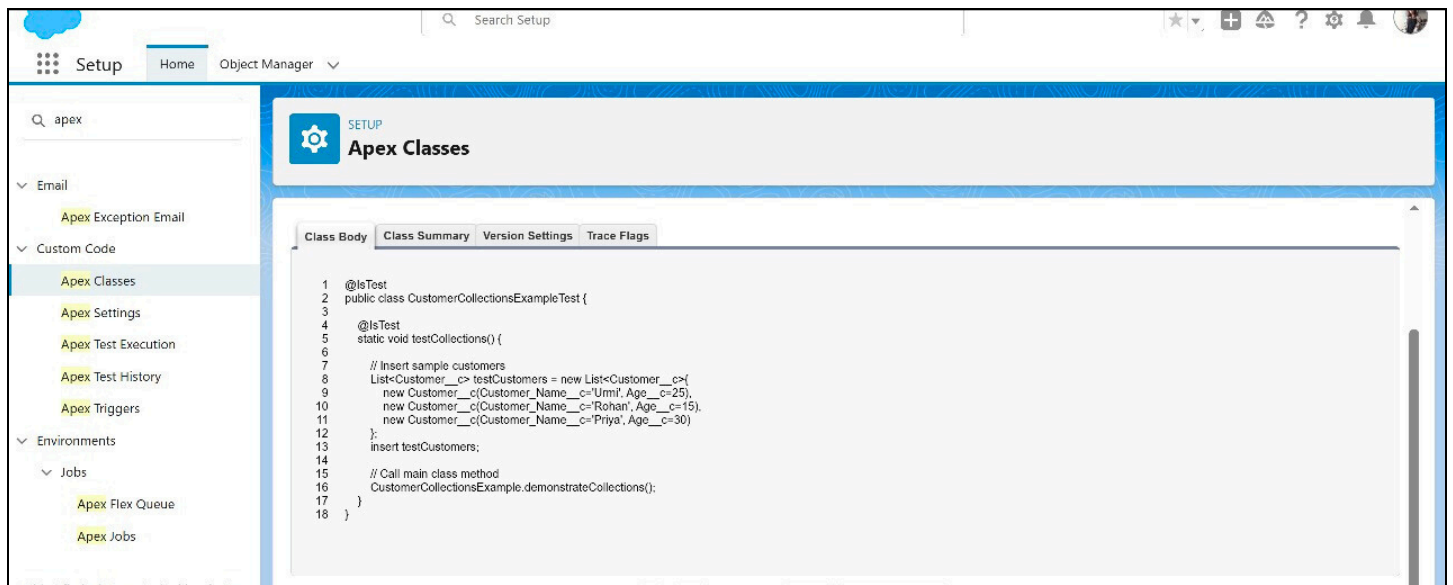 Search Setup
Setup
Home
Object Manager
apex
Email
Apex Exception Email
Custom Code
Apex Classes
Apex Settings
Apex Test Execution
Apex Test History
Apex Triggers
Environments
Jobs
Apex Flex Queue
Apex Jobs
SETUP
Apex Classes
Class Body Class Summary Version Settings Trace Flags
1 @IsTest
2 public class CustomerCollectionsExampleTest {
3
4 @IsTest
5 static void testCollections() {
6
7 // Insert sample customers
8 List<Customer__c> testCustomers = new List<Customer__c>{
9 new Customer__c(Customer_Name__c='Urmi', Age__c=25),
10 new Customer__c(Customer_Name__c='Rohan', Age__c=15),
11 new Customer__c(Customer_Name__c='Priya', Age__c=30)
12 };
13 insert testCustomers;
14
15 // Call main class method
16 CustomerCollectionsExample.demonstrateCollections();
17 }
18 }